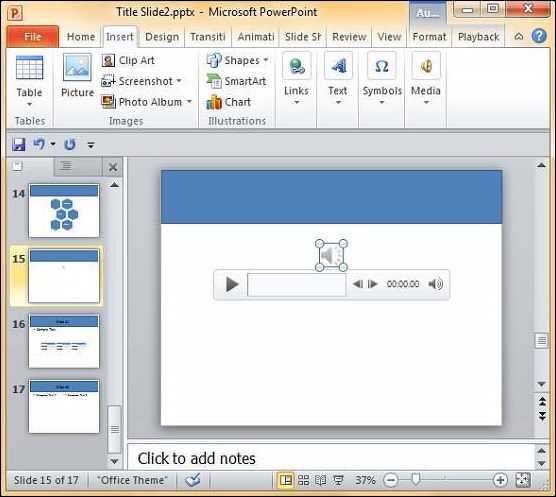 Title Slide2.pptx - Microsoft PowerPoint
Au...
File Home Insert Design Transiti Animati Slide Sh Review View Format Playback
Table
Picture
Clip Art
Screenshot
Photo Album
Shapes
SmartArt
Chart
Links
Text
Symbols
Media
Tables
Images
Illustrations
14
15
16
17
00:00.00
Click to add notes
Slide 15 of 17
"Office Theme"
37%